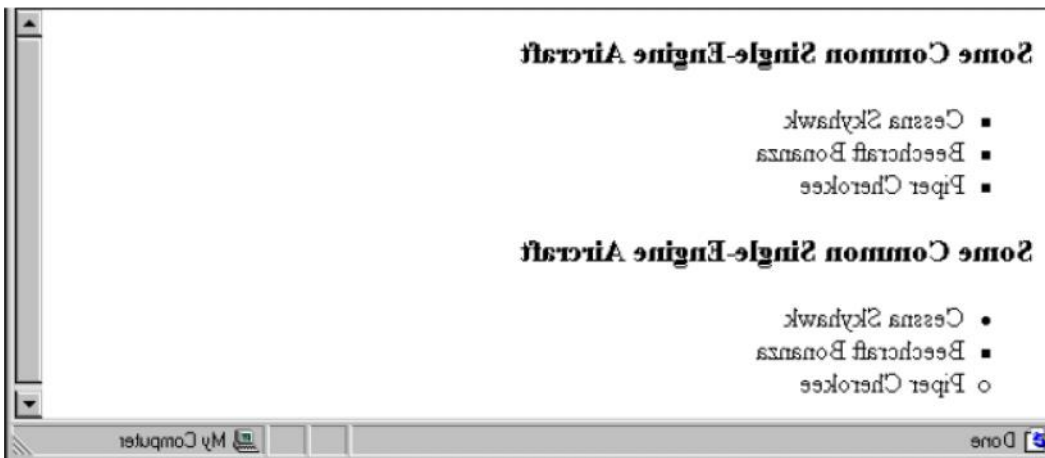 Some Common Single-Engine Aircraft
▪ Cessna Skyhawk
▪ Beechcraft Bonanza
▪ Piper Cherokee
Some Common Single-Engine Aircraft
• Cessna Skyhawk
▪ Beechcraft Bonanza
○ Piper Cherokee
Done My Computer